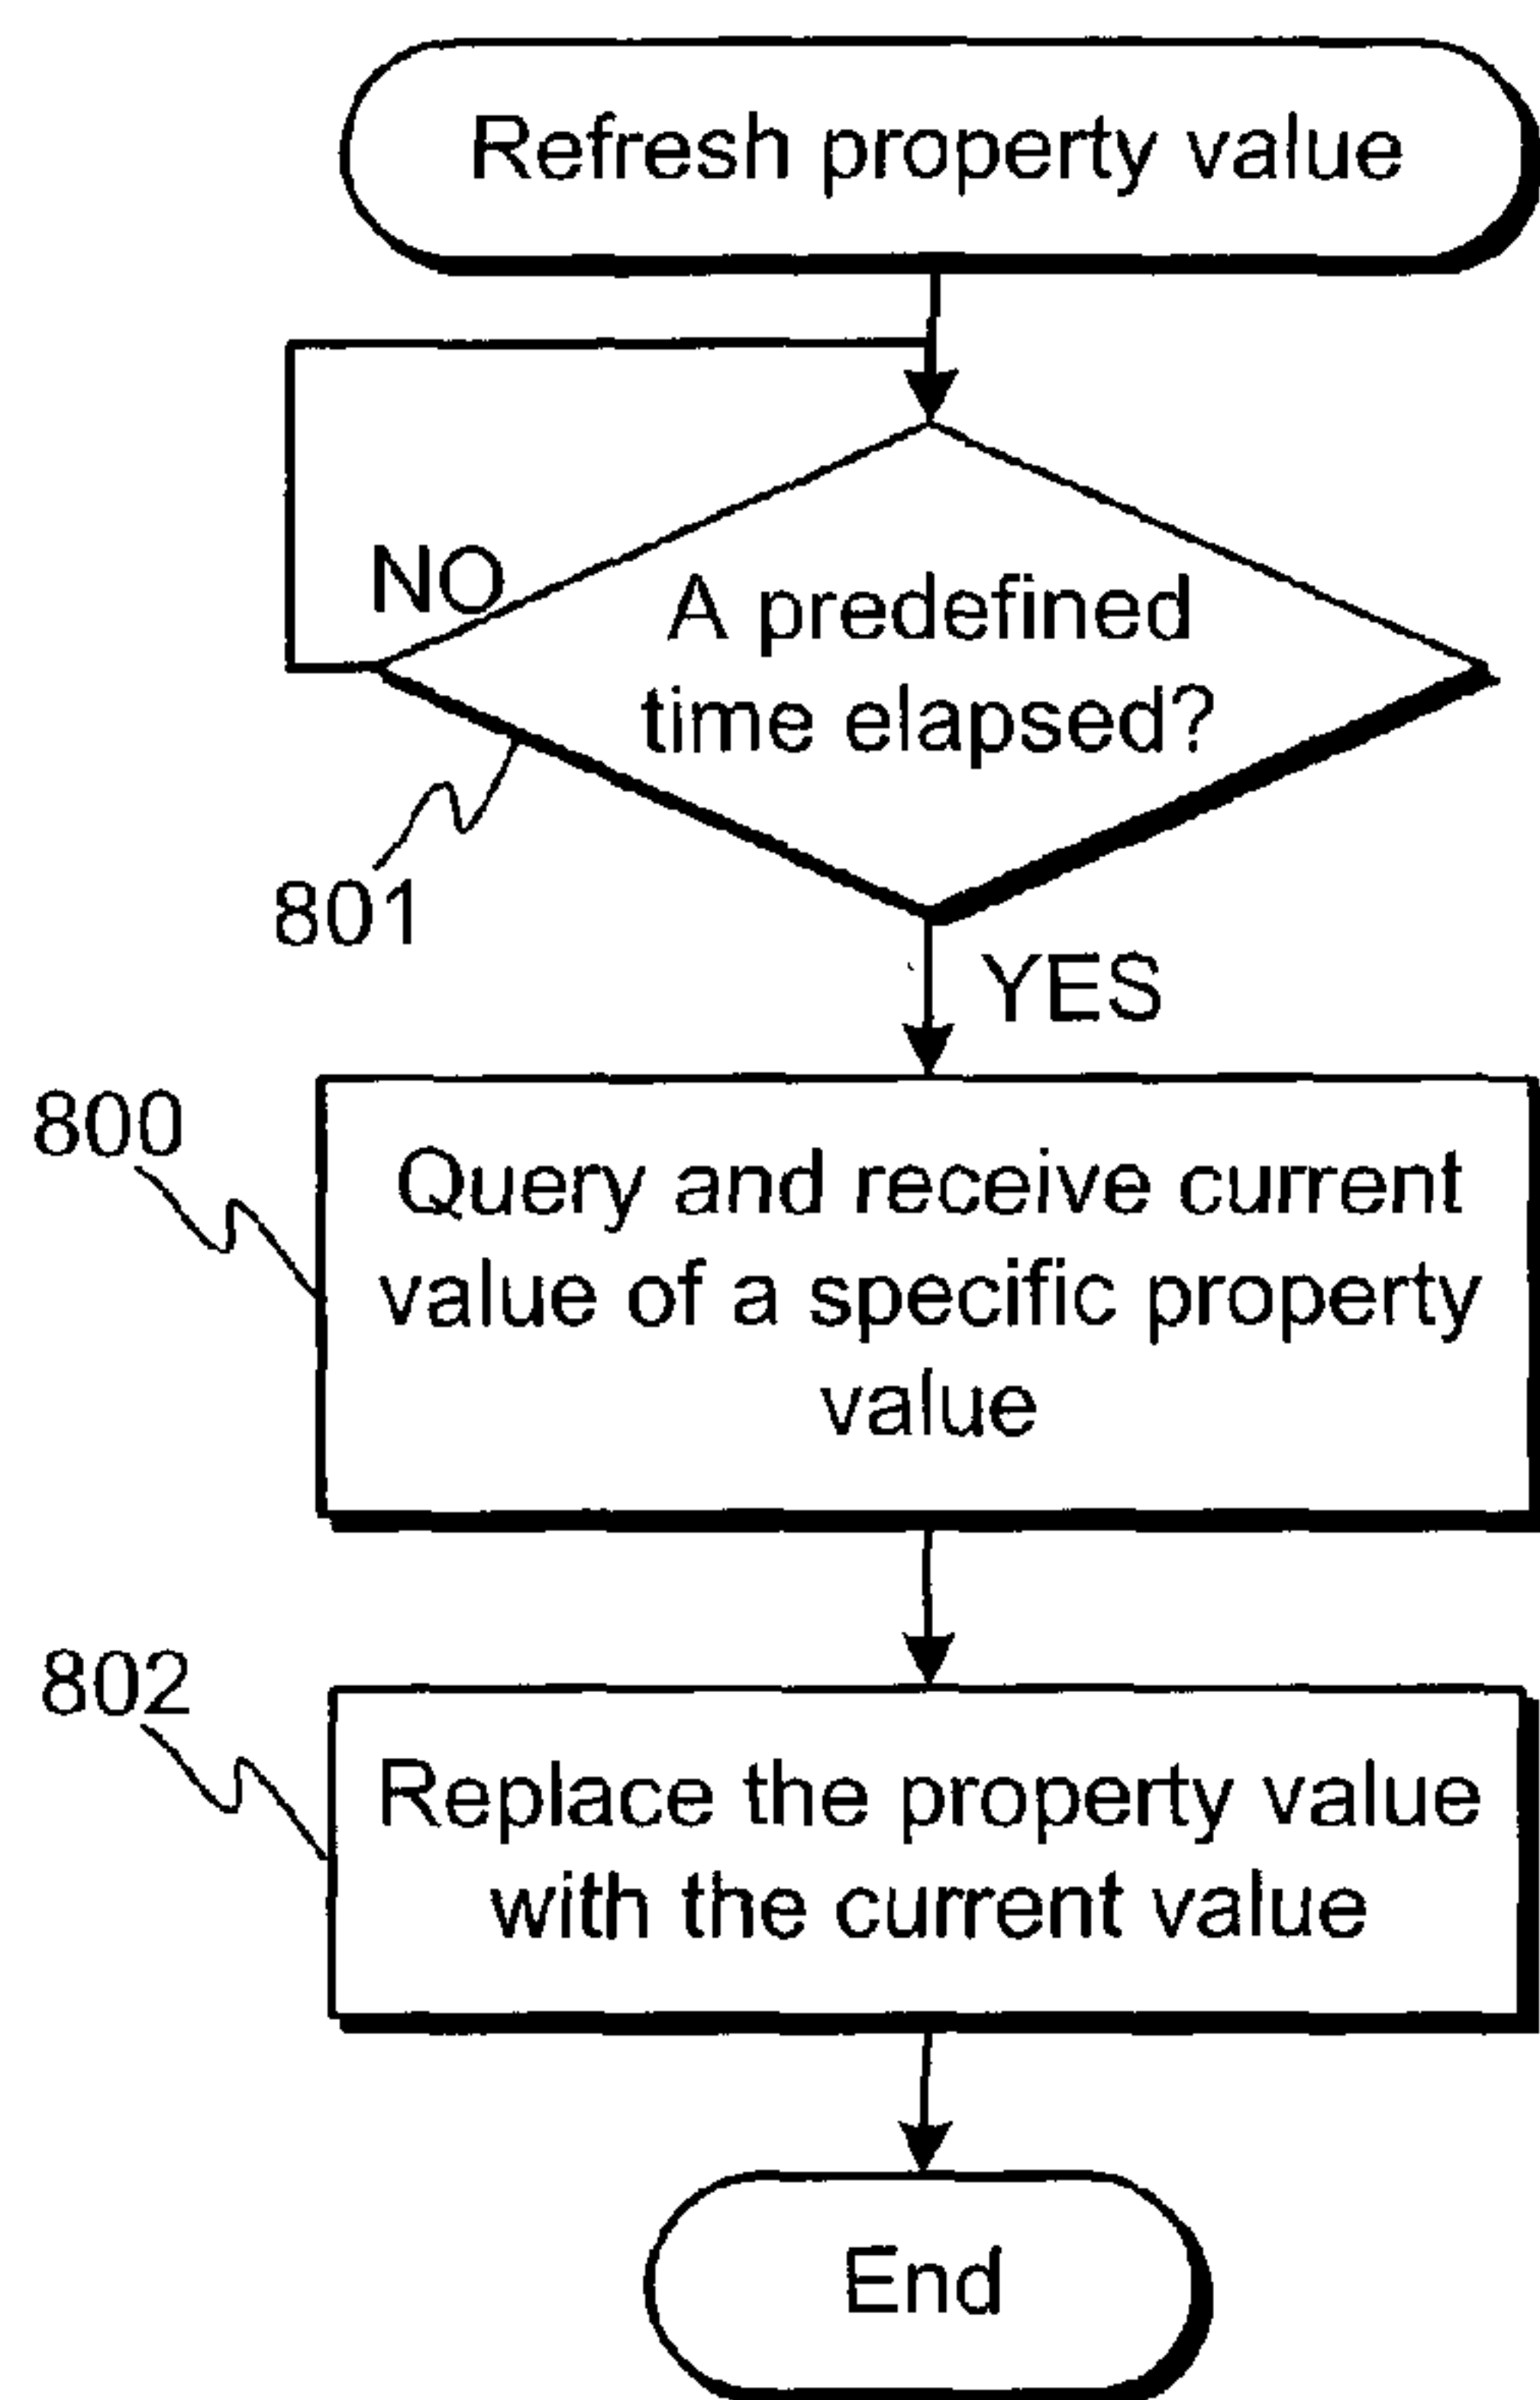 Refresh property value
NO
A predefined
time elapsed?
801
YES
800
Query and receive current
value of a specific property
value
802
Replace the property value
with the current value
End